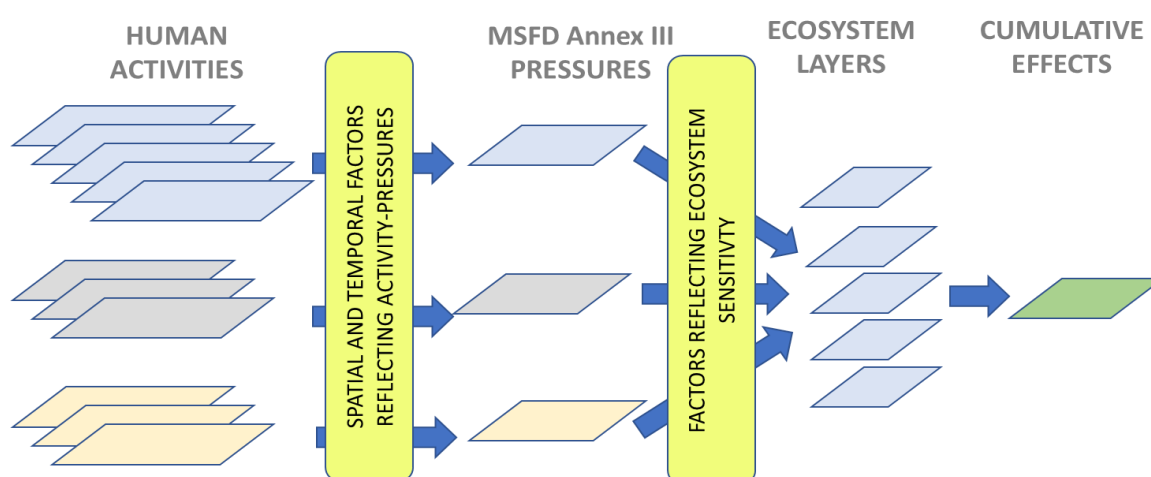 HUMAN
ACTIVITIES
SPATIAL AND TEMPORAL FACTORS
REFLECTING ACTIVITY-PRESSURES
MSFD Annex III
PRESSURES
FACTORS REFLECTING ECOSYSTEM
SENSITIVTY
ECOSYSTEM
LAYERS
CUMULATIVE
EFFECTS